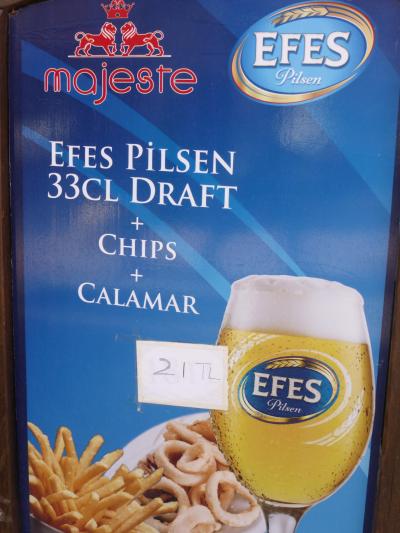 majeste
EFES
Pilsen
EFES PİLSEN
33CL DRAFT
+
CHIPS
+
CALAMAR
21 TL
EFES
Pilsen